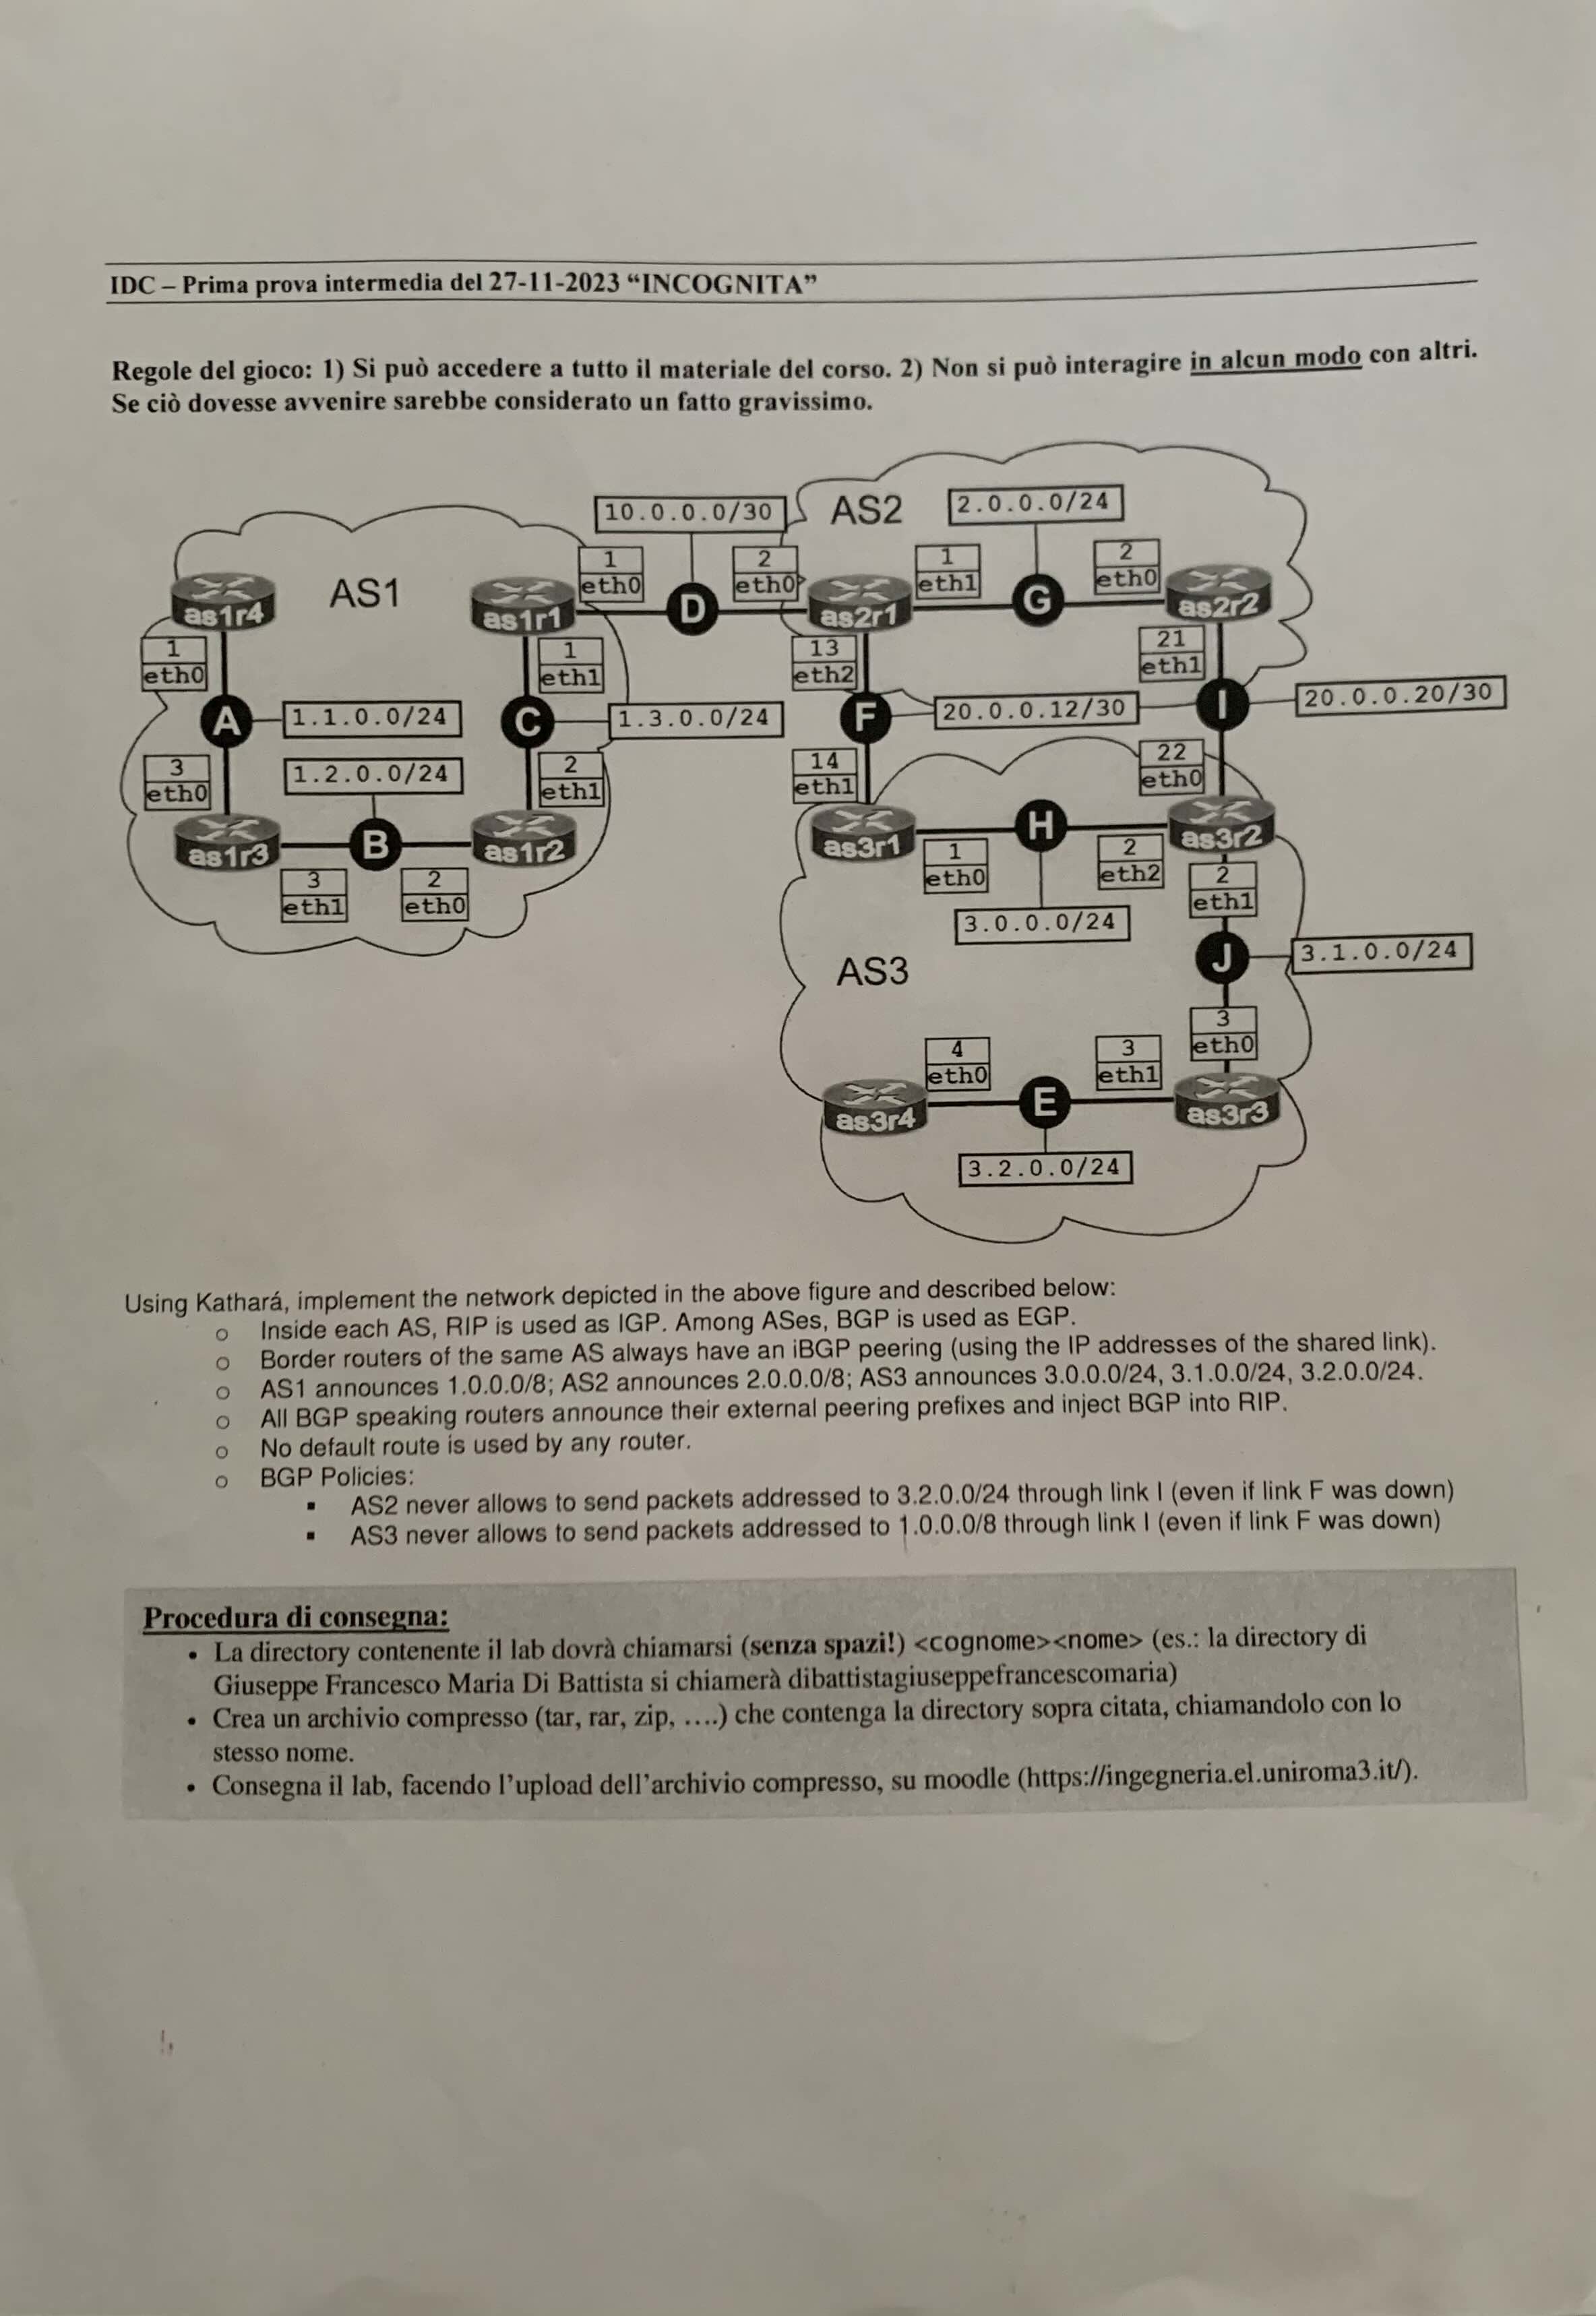 IDC – Prima prova intermedia del 27-11-2023 “INCOGNITA”
Regole del gioco: 1) Si può accedere a tutto il materiale del corso. 2) Non si può interagire in alcun modo con altri.
Se ciò dovesse avvenire sarebbe considerato un fatto gravissimo.
10.0.0.0/30
AS2
2.0.0.0/24
AS1
1
eth0
2
eth0
1
eth1
2
eth0
as1r4
as1r1
D
as2r1
G
as2r2
1
eth0
1
eth1
13
eth2
21
eth1
A
1.1.0.0/24
C
1.3.0.0/24
F
20.0.0.12/30
I
20.0.0.20/30
3
eth0
1.2.0.0/24
2
eth1
14
eth1
22
eth0
as1r3
B
as1r2
as3r1
H
as3r2
3
eth1
2
eth0
1
eth0
2
eth2
2
eth1
3.0.0.0/24
AS3
J
3.1.0.0/24
4
eth0
3
eth1
3
eth0
as3r4
E
as3r3
3.2.0.0/24
Using Kathará, implement the network depicted in the above figure and described below:
o Inside each AS, RIP is used as IGP. Among ASes, BGP is used as EGP.
o Border routers of the same AS always have an iBGP peering (using the IP addresses of the shared link).
o AS1 announces 1.0.0.0/8; AS2 announces 2.0.0.0/8; AS3 announces 3.0.0.0/24, 3.1.0.0/24, 3.2.0.0/24.
o All BGP speaking routers announce their external peering prefixes and inject BGP into RIP.
o No default route is used by any router.
o BGP Policies:
▪ AS2 never allows to send packets addressed to 3.2.0.0/24 through link I (even if link F was down)
▪ AS3 never allows to send packets addressed to 1.0.0.0/8 through link I (even if link F was down)
Procedura di consegna:
• La directory contenente il lab dovrà chiamarsi (senza spazi!) <cognome><nome> (es.: la directory di
Giuseppe Francesco Maria Di Battista si chiamerà dibattistagiuseppefrancescomaria)
• Crea un archivio compresso (tar, rar, zip, ….) che contenga la directory sopra citata, chiamandolo con lo
stesso nome.
• Consegna il lab, facendo l’upload dell’archivio compresso, su moodle (https://ingegneria.el.uniroma3.it/).